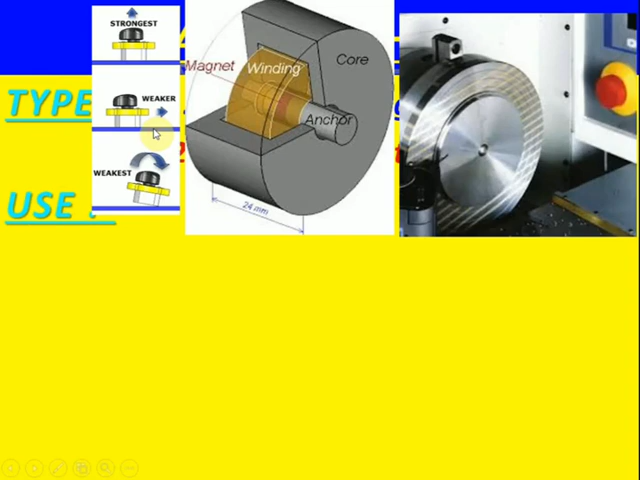 STRONGEST
WEAKER
WEAKEST
Magnet
Winding
Core
Anchor
24 mm
TYPE
USE :